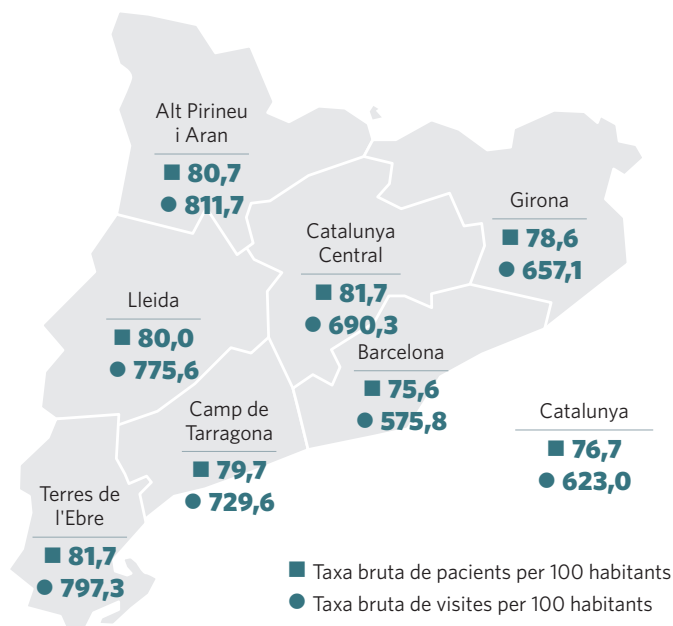 Alt Pirineu
i Aran
80,7
811,7
Girona
78,6
657,1
Catalunya
Central
81,7
690,3
Lleida
80,0
775,6
Barcelona
75,6
575,8
Camp de
Tarragona
79,7
729,6
Catalunya
76,7
623,0
Terres de
l'Ebre
81,7
797,3
Taxa bruta de pacients per 100 habitants
Taxa bruta de visites per 100 habitants